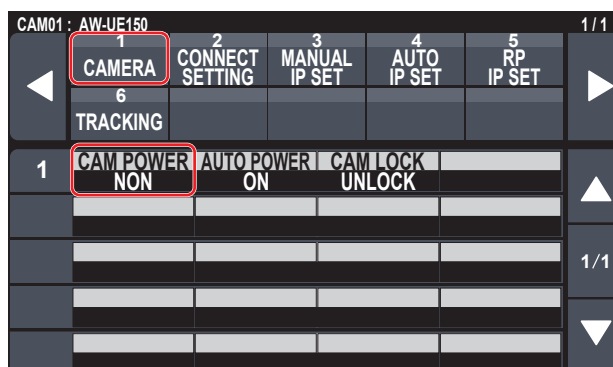 CAM01 : AW-UE150 1 / 1
1 2 3 4 5
CAMERA CONNECT SETTING MANUAL IP SET AUTO IP SET RP IP SET
6
TRACKING
1 CAM POWER AUTO POWER CAM LOCK
NON ON UNLOCK
1/1